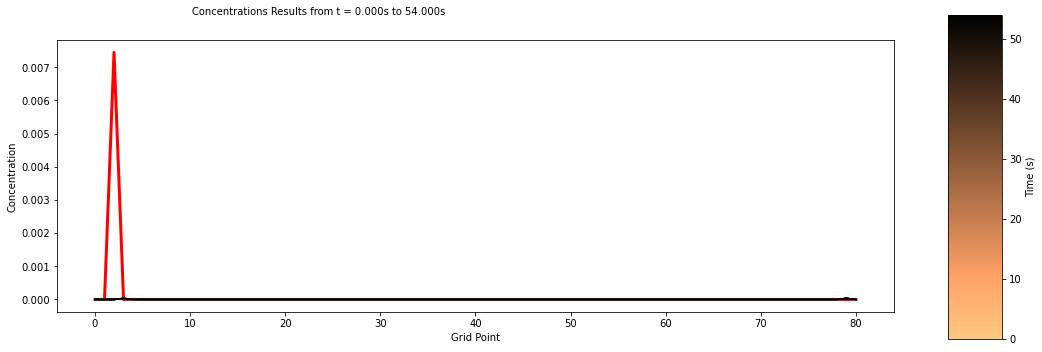 Concentrations Results from t = 0.000s to 54.000s
0.007
0.006
0.005
0.004
0.003
0.002
0.001
0.000
Concentration
0 10 20 30 40 50 60 70 80
Grid Point
50
40
30
20
10
0
Time (s)